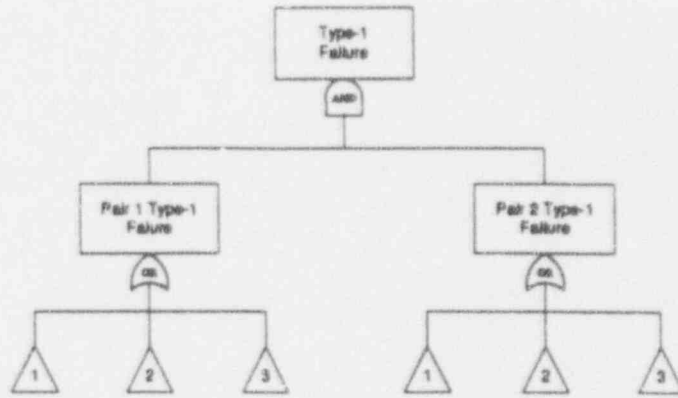 Type-1
Failure
AND
Pair 1 Type-1
Failure
Pair 2 Type-1
Failure
OR
OR
1
2
3
1
2
3